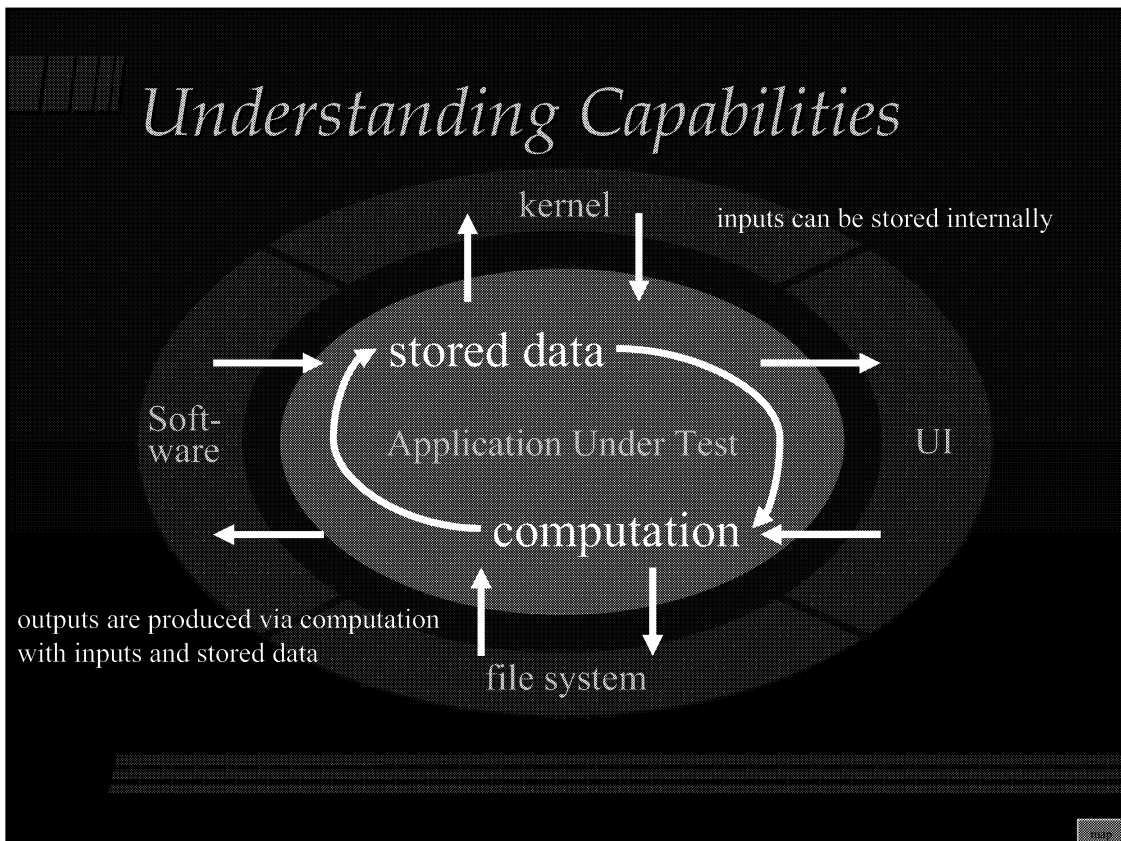 Understanding Capabilities
kernel
inputs can be stored internally
stored data
Soft-
ware
Application Under Test
UI
computation
outputs are produced via computation
with inputs and stored data
file system
map